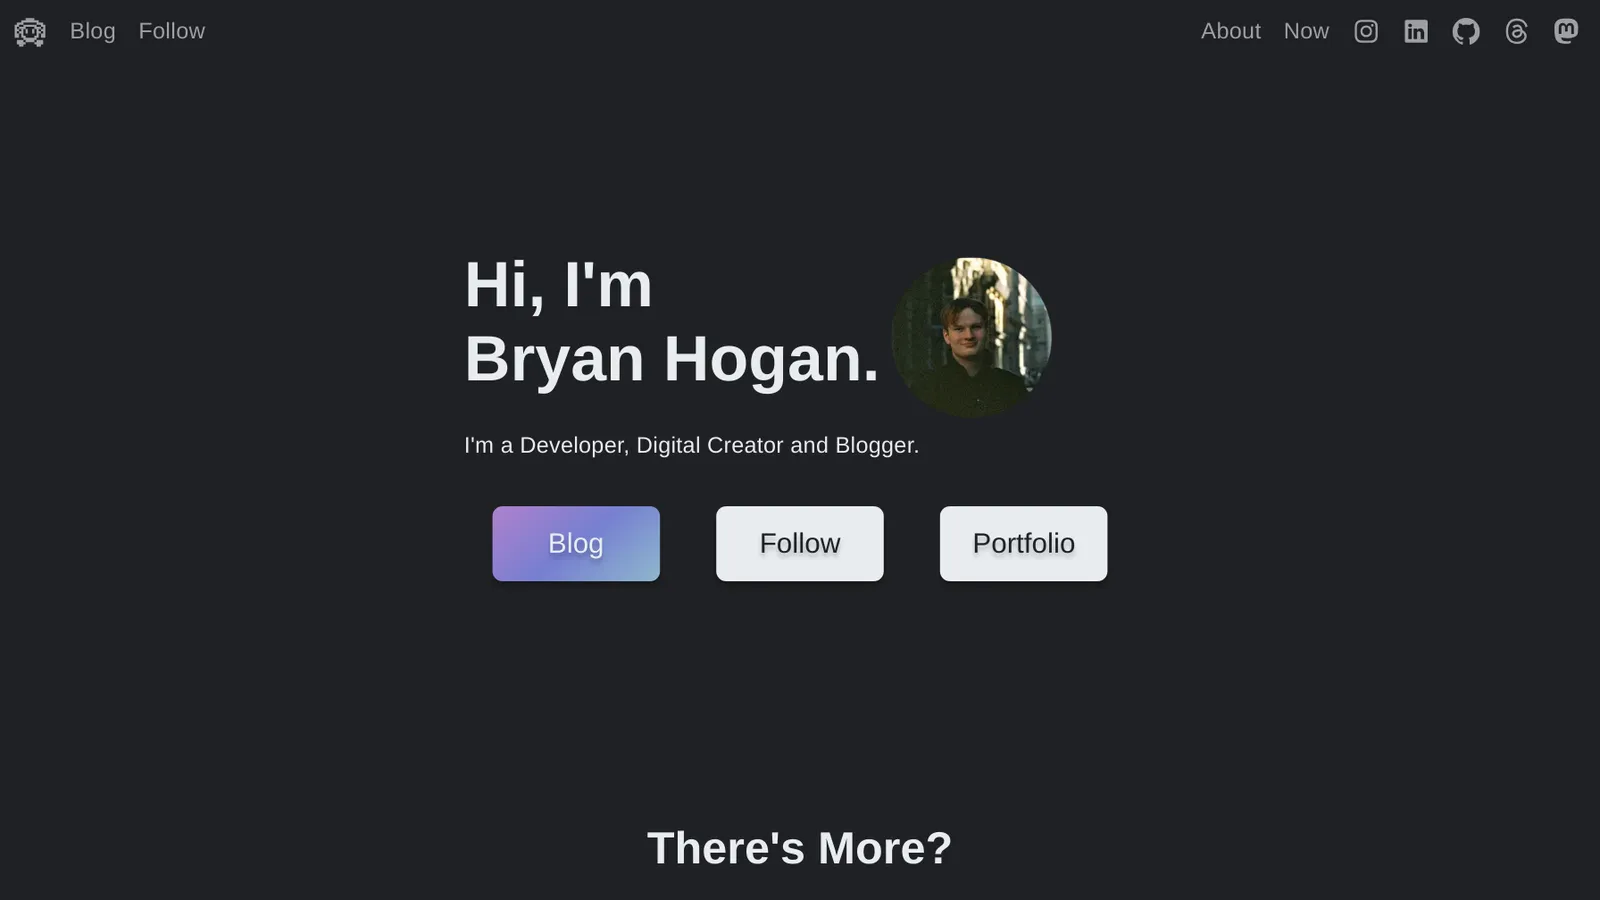 Blog Follow About Now
Hi, I'm
Bryan Hogan.
I'm a Developer, Digital Creator and Blogger.
Blog Follow Portfolio
There's More?